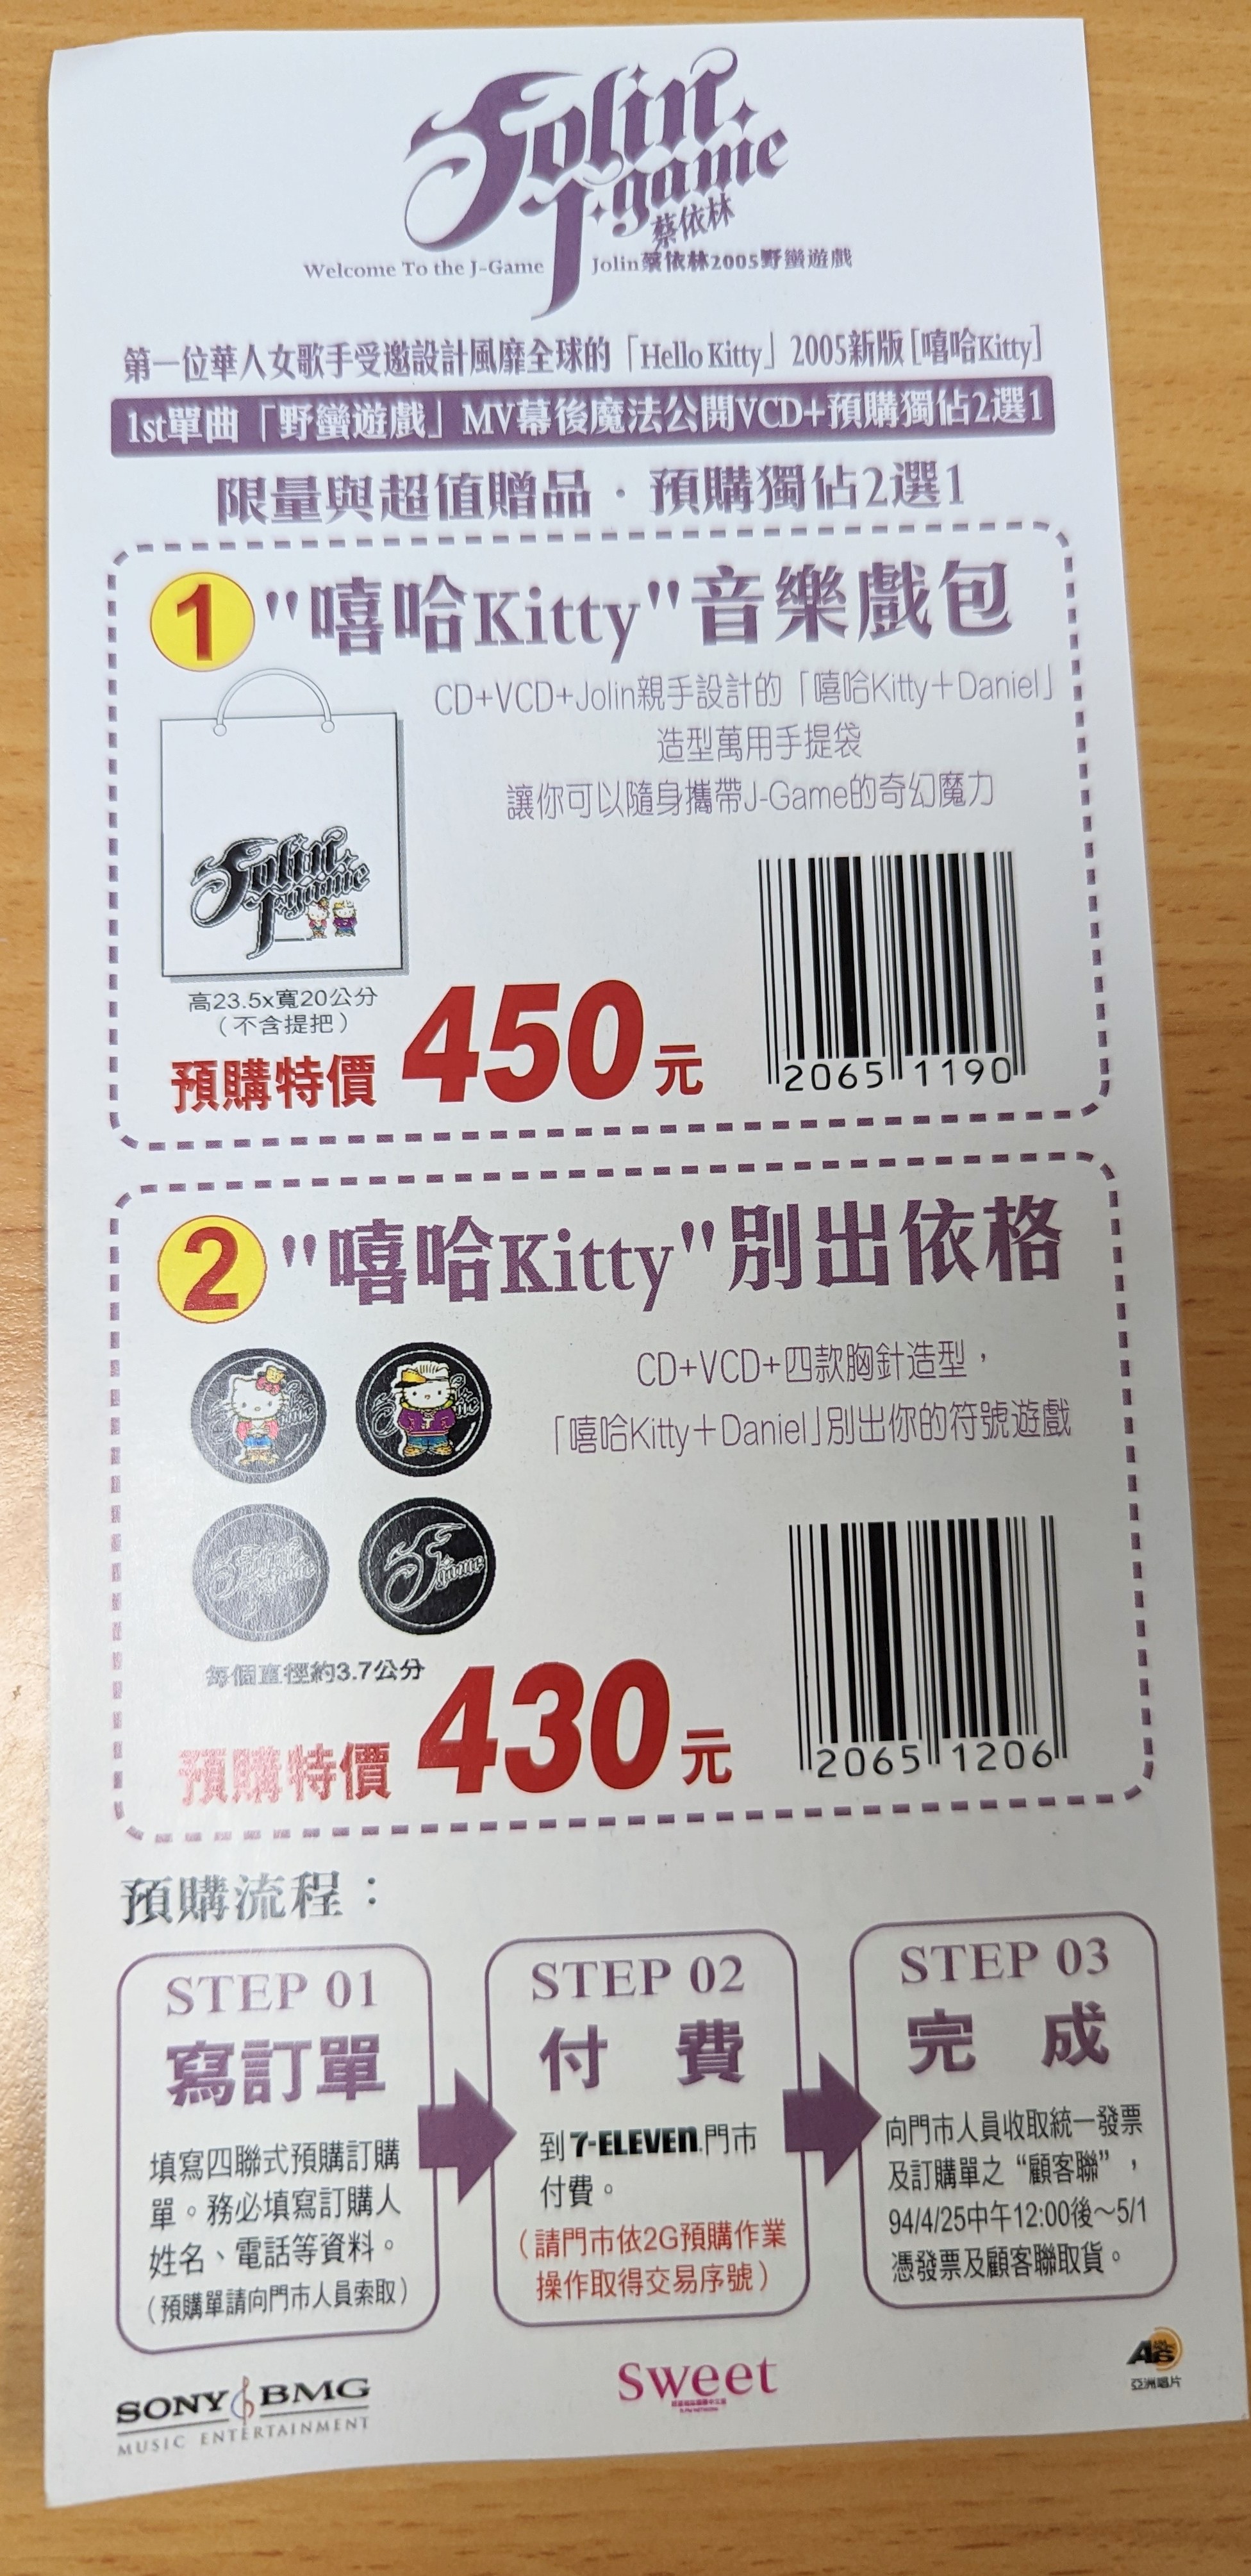 Jolin
J-game
蔡依林
Welcome To the J-Game Jolin蔡依林2005野蠻遊戲
第一位華人女歌手受邀設計風靡全球的「Hello Kitty」2005新版[嘻哈Kitty]
1st單曲「野蠻遊戲」MV幕後魔法公開VCD+預購獨佔2選1
限量與超值贈品‧預購獨佔2選1
1 "嘻哈Kitty"音樂戲包
CD+VCD+Jolin親手設計的「嘻哈Kitty+Daniel」
造型萬用手提袋
讓你可以隨身攜帶J-Game的奇幻魔力
Jolin
J-game
高23.5x寬20公分
(不含提把)
預購特價 450元
2065 1190
2 "嘻哈Kitty"別出依格
CD+VCD+四款胸針造型，
「嘻哈Kitty+Daniel」別出你的符號遊戲
每個直徑約3.7公分
預購特價 430元
2065 1206
預購流程：
STEP 01
寫訂單
填寫四聯式預購訂購
單。務必填寫訂購人
姓名、電話等資料。
(預購單請向門市人員索取)
STEP 02
付 費
到7-ELEVEn.門市
付費。
(請門市依2G預購作業
操作取得交易序號)
STEP 03
完 成
向門市人員收取統一發票
及訂購單之“顧客聯”，
94/4/25中午12:00後～5/1
憑發票及顧客聯取貨。
SONY BMG
MUSIC ENTERTAINMENT
Sweet
亞洲唱片